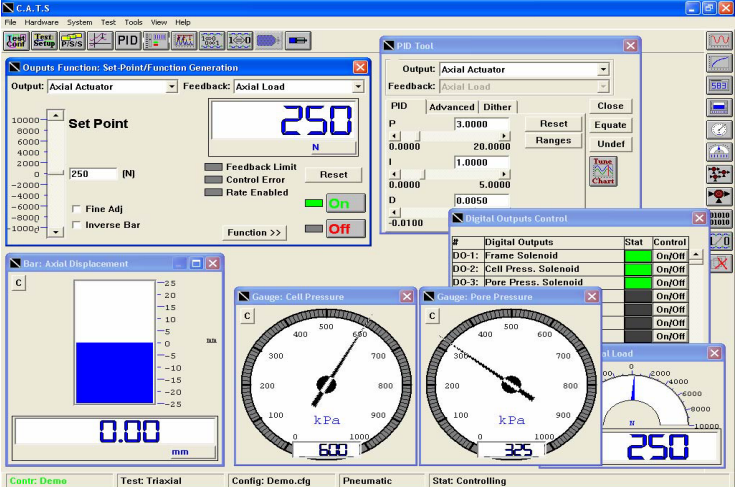 C.A.T.S
File Hardware System Test Tools View Help
Test Conf Test Setup P/S/S PID
Ouputs Function: Set-Point/Function Generation
Output: Axial Actuator Feedback: Axial Load
250
N
Set Point
10000
8000
6000
4000
2000
0
-2000
-4000
-6000
-8000
-10000
250 (N)
Fine Adj
Inverse Bar
Feedback Limit
Control Error
Rate Enabled
Reset
On
Off
Function >>
PID Tool
Output: Axial Actuator
Feedback: Axial Load
PID Advanced Dither
P 3.0000
0.0000 20.0000
I 1.0000
0.0000 5.0000
D 0.0050
-0.0100
Reset
Ranges
Close
Equate
Undef
Tune Chart
583
01010
01010
Digital Outputs Control
# Digital Outputs Stat Control
DO-1: Frame Solenoid On/Off
DO-2: Cell Press. Solenoid On/Off
DO-3: Pore Press. Solenoid On/Off
On/Off
On/Off
On/Off
On/Off
Bar: Axial Displacement
C
25
20
15
10
5
0
-5
-10
-15
-20
-25
mm
0.00
mm
Gauge: Cell Pressure
C
0 100 200 300 400 500 600 700 800 900 1000
kPa
600
Gauge: Pore Pressure
C
0 100 200 300 400 500 600 700 800 900 1000
kPa
325
al Load
0 2000 4000 6000 8000 10000
N
250
Contr: Demo Test: Triaxial Config: Demo.cfg Pneumatic Stat: Controlling